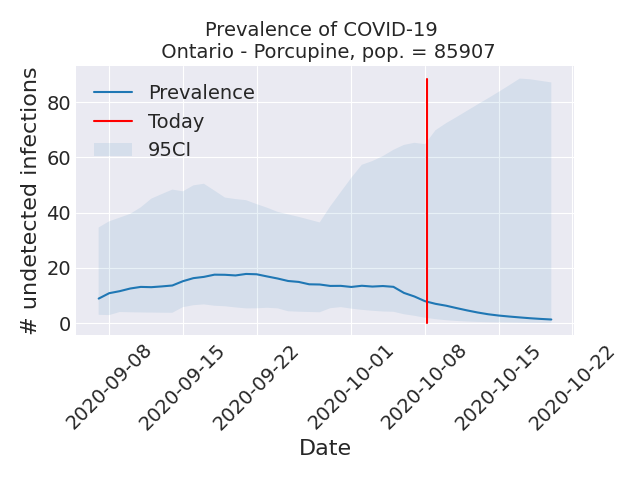 Prevalence of COVID-19
Ontario - Porcupine, pop. = 85907
# undetected infections
80
60
40
20
0
Prevalence
Today
95CI
2020-09-08
2020-09-15
2020-09-22
2020-10-01
2020-10-08
2020-10-15
2020-10-22
Date